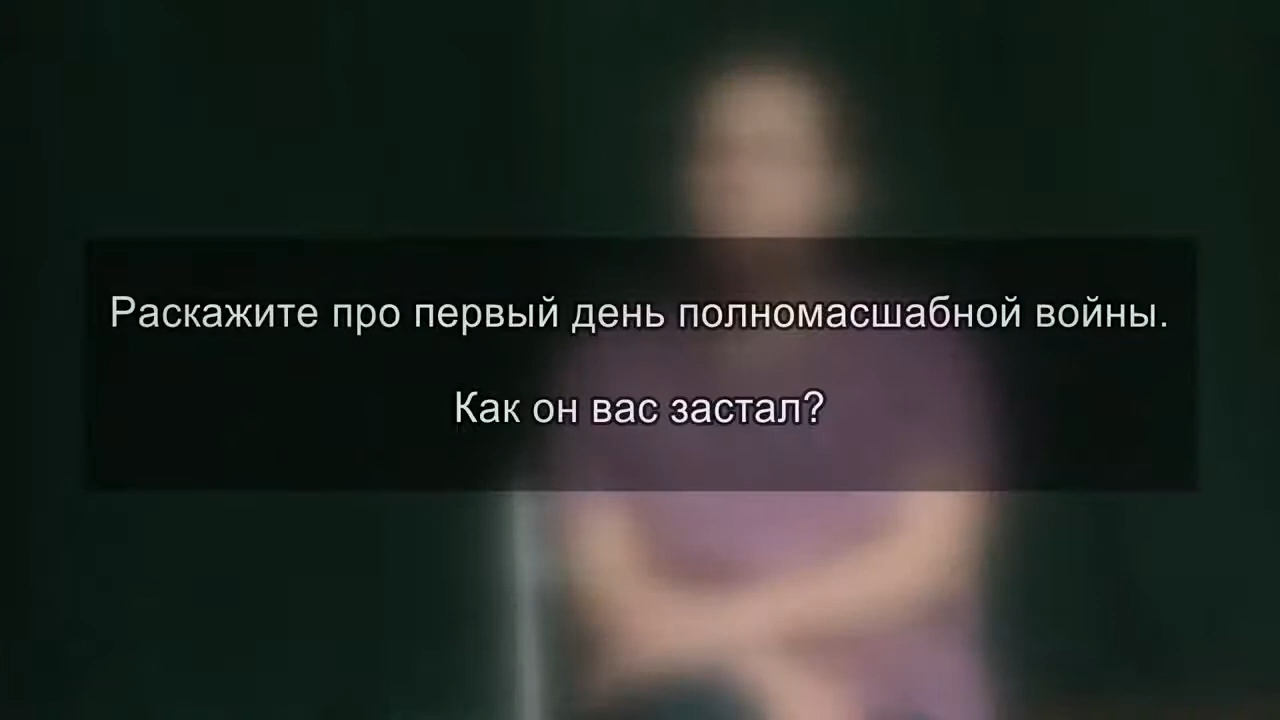 Раскажите про первый день полномасшабной войны.
Как он вас застал?